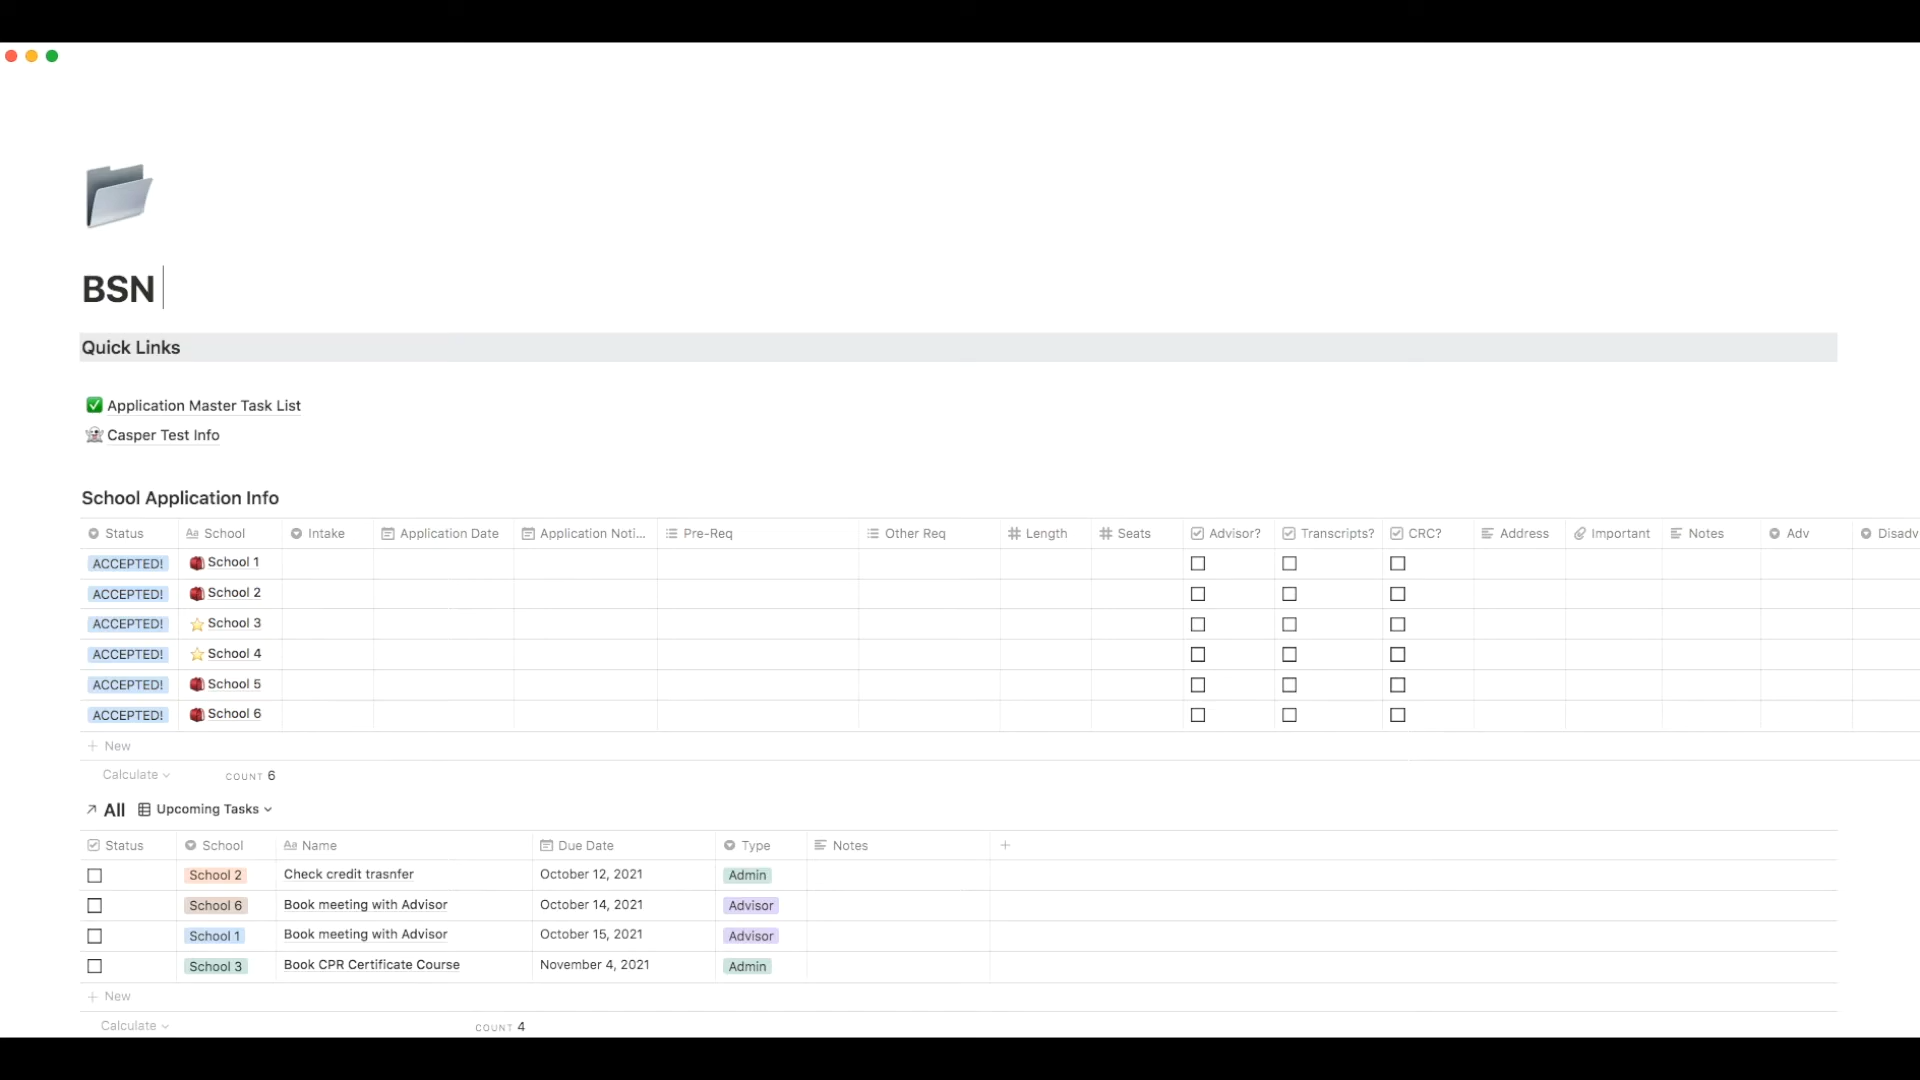 BSN
Quick Links
Application Master Task List
Casper Test Info
School Application Info
Status Aa School Intake Application Date Application Noti... Pre-Req Other Req Length Seats Advisor? Transcripts? CRC? Address Important Notes Adv Disadv
ACCEPTED! School 1
ACCEPTED! School 2
ACCEPTED! School 3
ACCEPTED! School 4
ACCEPTED! School 5
ACCEPTED! School 6
+ New
Calculate COUNT 6
All Upcoming Tasks
Status School Aa Name Due Date Type Notes +
School 2 Check credit trasnfer October 12, 2021 Admin
School 6 Book meeting with Advisor October 14, 2021 Advisor
School 1 Book meeting with Advisor October 15, 2021 Advisor
School 3 Book CPR Certificate Course November 4, 2021 Admin
+ New
Calculate COUNT 4